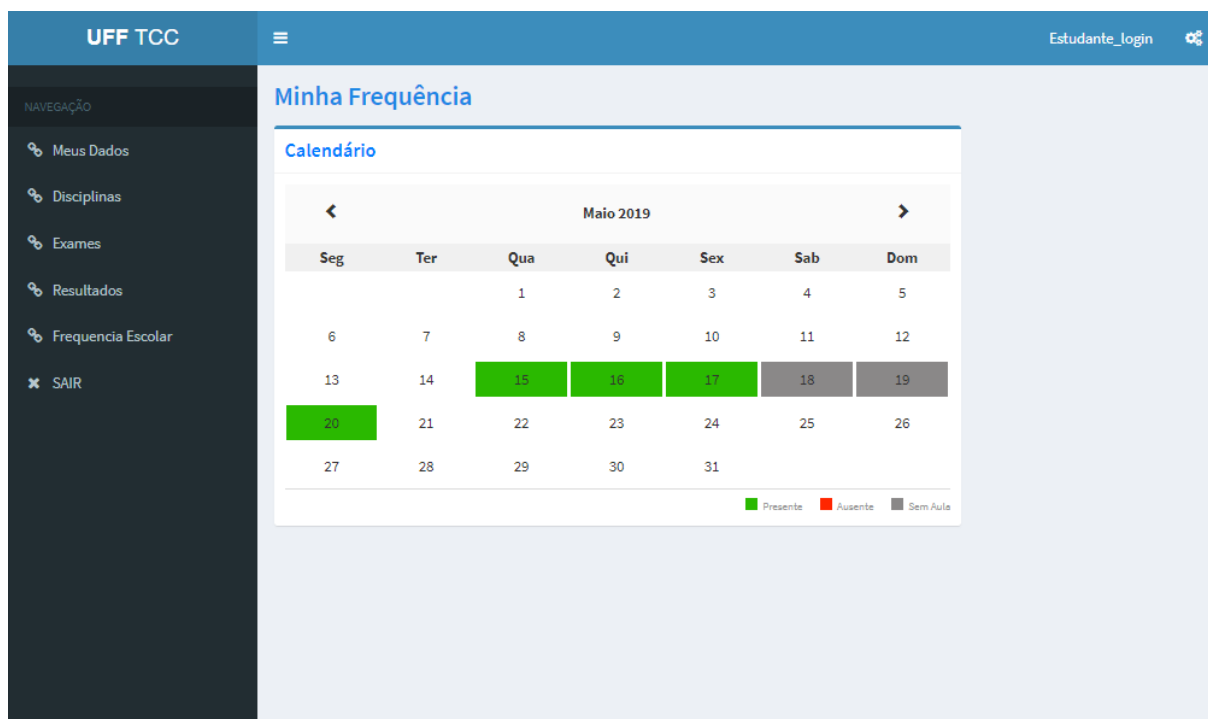 UFF TCC
Estudante_login
NAVEGAÇÃO
Meus Dados
Disciplinas
Exames
Resultados
Frequencia Escolar
SAIR
Minha Frequência
Calendário
Maio 2019
Seg Ter Qua Qui Sex Sab Dom
1 2 3 4 5
6 7 8 9 10 11 12
13 14 15 16 17 18 19
20 21 22 23 24 25 26
27 28 29 30 31
Presente Ausente Sem Aula